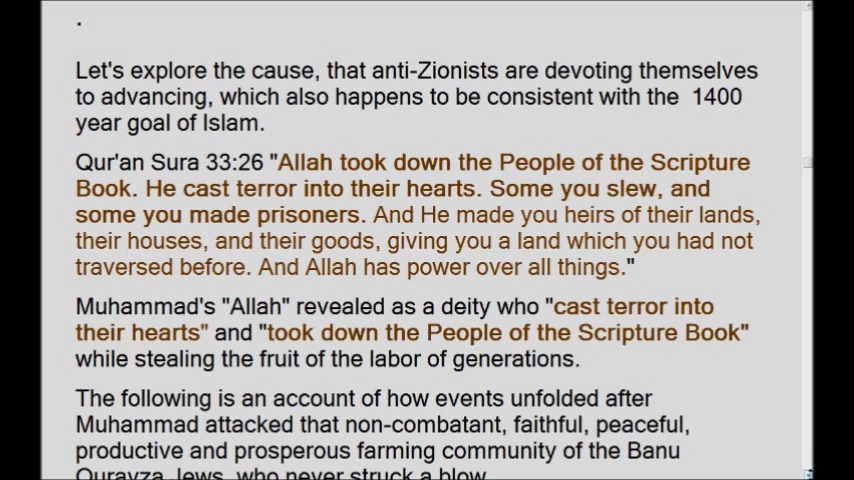 .
Let's explore the cause, that anti-Zionists are devoting themselves
to advancing, which also happens to be consistent with the 1400
year goal of Islam.
Qur'an Sura 33:26 "Allah took down the People of the Scripture
Book. He cast terror into their hearts. Some you slew, and
some you made prisoners. And He made you heirs of their lands,
their houses, and their goods, giving you a land which you had not
traversed before. And Allah has power over all things."
Muhammad's "Allah" revealed as a deity who "cast terror into
their hearts" and "took down the People of the Scripture Book"
while stealing the fruit of the labor of generations.
The following is an account of how events unfolded after
Muhammad attacked that non-combatant, faithful, peaceful,
productive and prosperous farming community of the Banu
Qurayza Jews, who never struck a blow